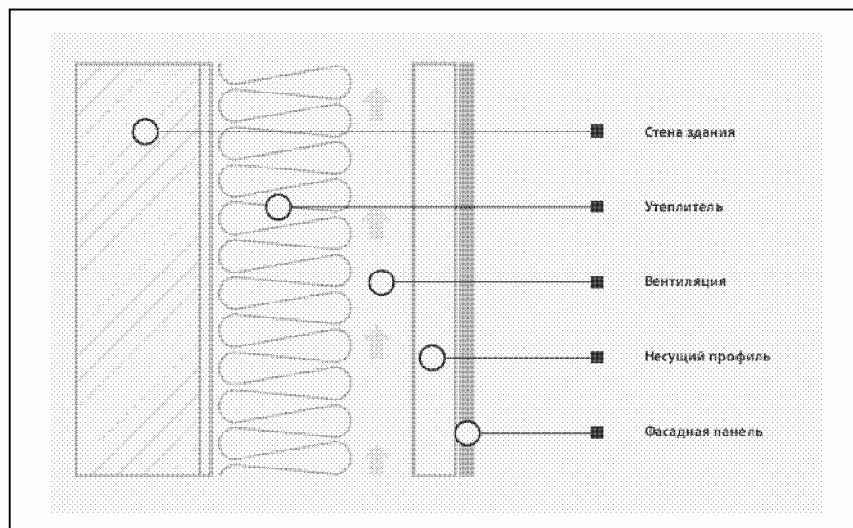 Стена здания
Утеплитель
Вентиляция
Несущий профиль
Фасадная панель